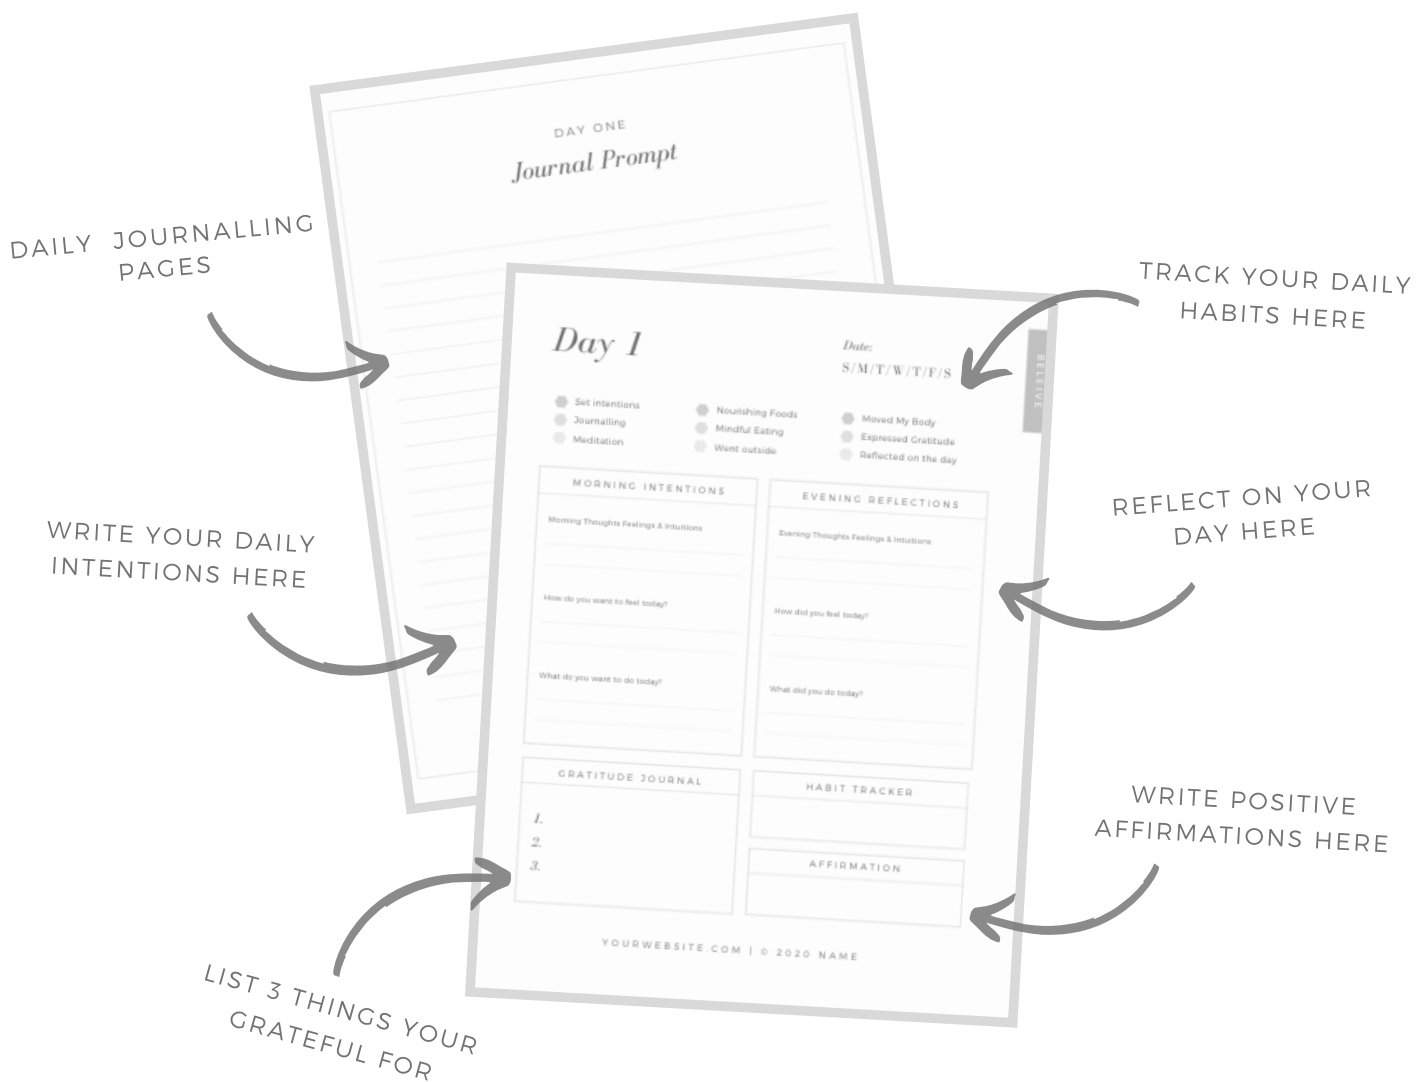 DAY ONE
Journal Prompt
DAILY JOURNALLING
PAGES
TRACK YOUR DAILY
HABITS HERE
Day 1
Date:
S/M/T/W/T/F/S
BELEIVE
Set intentions
Journalling
Meditation
Nourishing Foods
Mindful Eating
Went outside
Moved My Body
Expressed Gratitude
Reflected on the day
MORNING INTENTIONS
Morning Thoughts Feelings & Intuitions
How do you want to feel today?
What do you want to do today?
EVENING REFLECTIONS
Evening Thoughts Feelings & Intuitions
How did you feel today?
What did you do today?
WRITE YOUR DAILY
INTENTIONS HERE
REFLECT ON YOUR
DAY HERE
GRATITUDE JOURNAL
1.
2.
3.
HABIT TRACKER
AFFIRMATION
WRITE POSITIVE
AFFIRMATIONS HERE
YOURWEBSITE.COM | © 2020 NAME
LIST 3 THINGS YOUR
GRATEFUL FOR